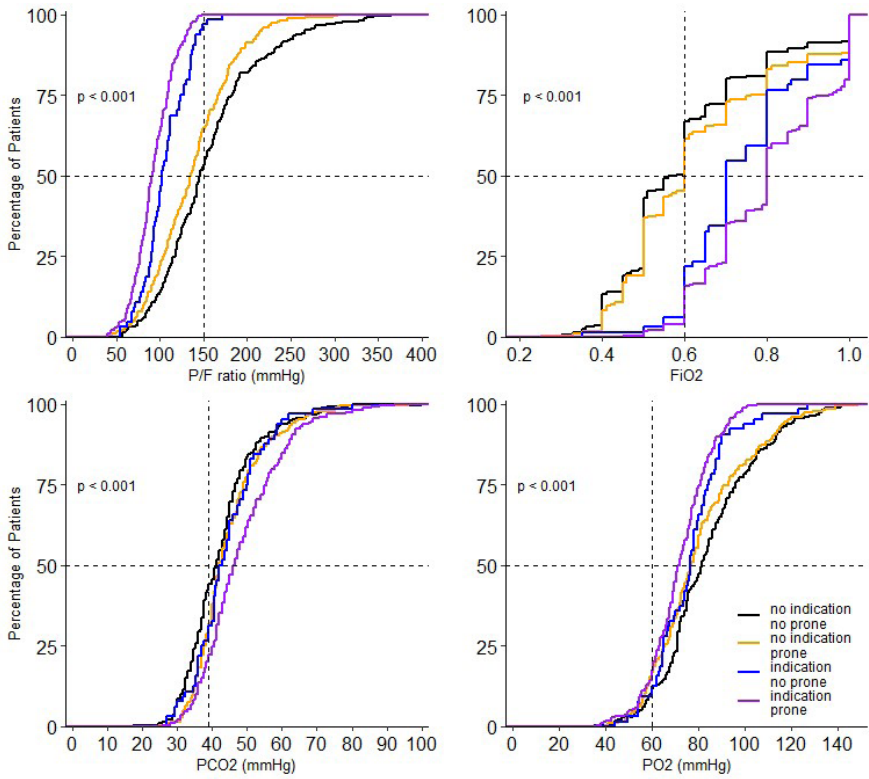 100
75
50
25
0
Percentage of Patients
p < 0.001
0 50 100 150 200 250 300 350 400
P/F ratio (mmHg)
100
75
50
25
0
p < 0.001
0.2 0.4 0.6 0.8 1.0
FiO2
100
75
50
25
0
Percentage of Patients
p < 0.001
0 10 20 30 40 50 60 70 80 90 100
PCO2 (mmHg)
100
75
50
25
0
p < 0.001
no indication
no prone
no indication
prone
indication
no prone
indication
prone
0 20 40 60 80 100 120 140
PO2 (mmHg)